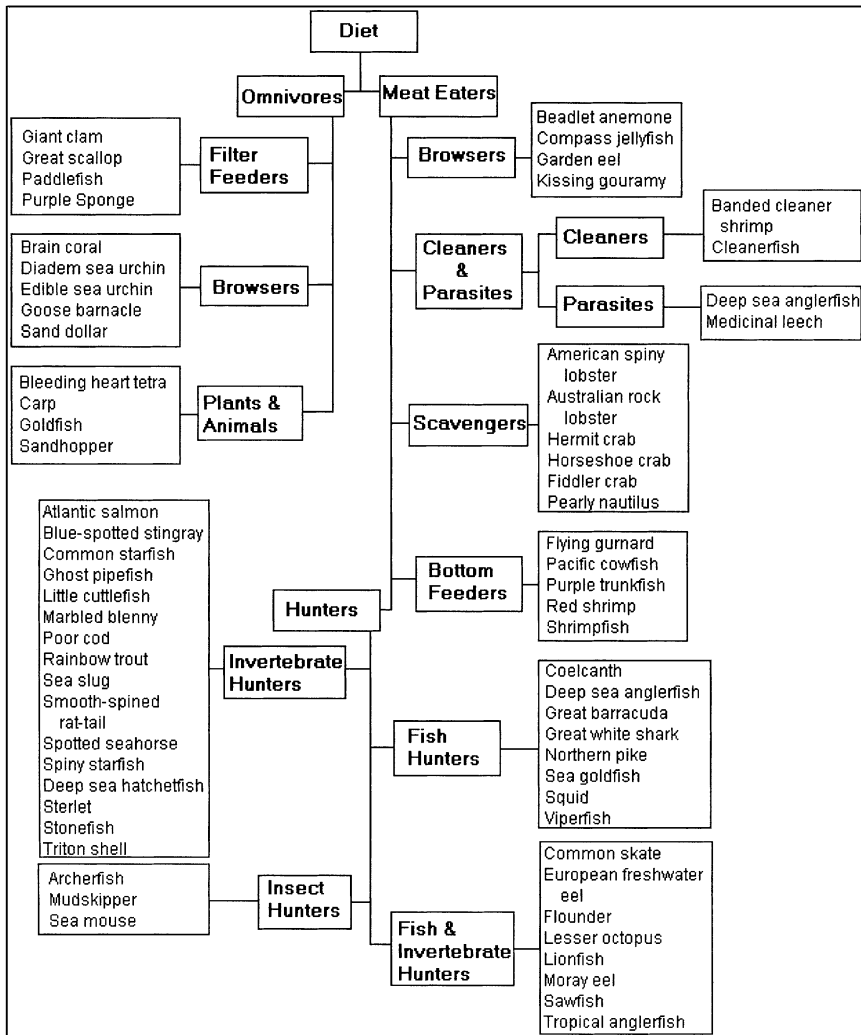 Diet
Omnivores
Meat Eaters
Giant clam
Great scallop
Paddlefish
Purple Sponge
Filter
Feeders
Browsers
Beadlet anemone
Compass jellyfish
Garden eel
Kissing gouramy
Brain coral
Diadem sea urchin
Edible sea urchin
Goose barnacle
Sand dollar
Browsers
Cleaners
&
Parasites
Cleaners
Banded cleaner
shrimp
Cleanerfish
Parasites
Deep sea anglerfish
Medicinal leech
Bleeding heart tetra
Carp
Goldfish
Sandhopper
Plants &
Animals
Scavengers
American spiny
lobster
Australian rock
lobster
Hermit crab
Horseshoe crab
Fiddler crab
Pearly nautilus
Bottom
Feeders
Flying gurnard
Pacific cowfish
Purple trunkfish
Red shrimp
Shrimpfish
Hunters
Atlantic salmon
Blue-spotted stingray
Common starfish
Ghost pipefish
Little cuttlefish
Marbled blenny
Poor cod
Rainbow trout
Sea slug
Smooth-spined
rat-tail
Spotted seahorse
Spiny starfish
Deep sea hatchetfish
Sterlet
Stonefish
Triton shell
Invertebrate
Hunters
Fish
Hunters
Coelcanth
Deep sea anglerfish
Great barracuda
Great white shark
Northern pike
Sea goldfish
Squid
Viperfish
Archerfish
Mudskipper
Sea mouse
Insect
Hunters
Fish &
Invertebrate
Hunters
Common skate
European freshwater
eel
Flounder
Lesser octopus
Lionfish
Moray eel
Sawfish
Tropical anglerfish